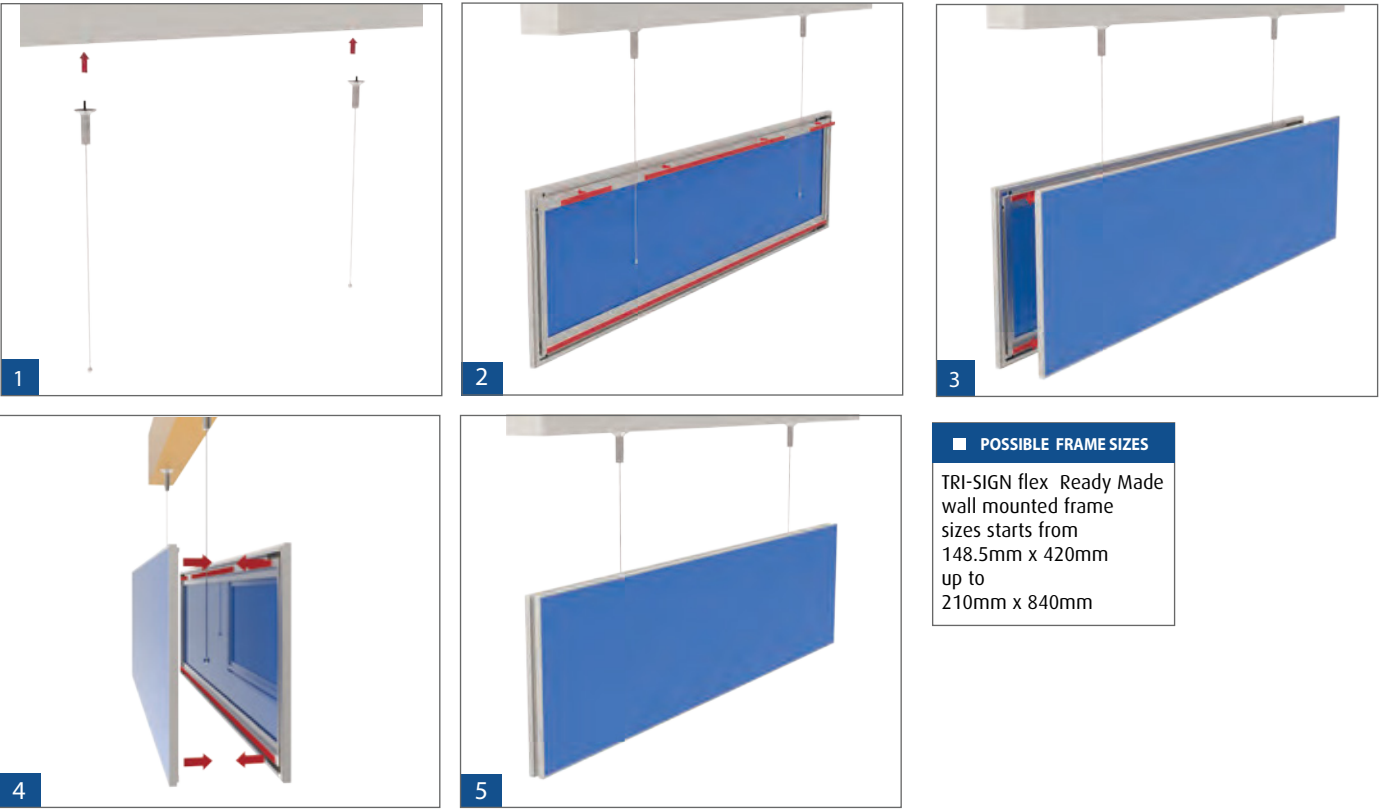 1
2
3
4
5
POSSIBLE FRAME SIZES
TRI-SIGN flex Ready Made
wall mounted frame
sizes starts from
148.5mm x 420mm
up to
210mm x 840mm